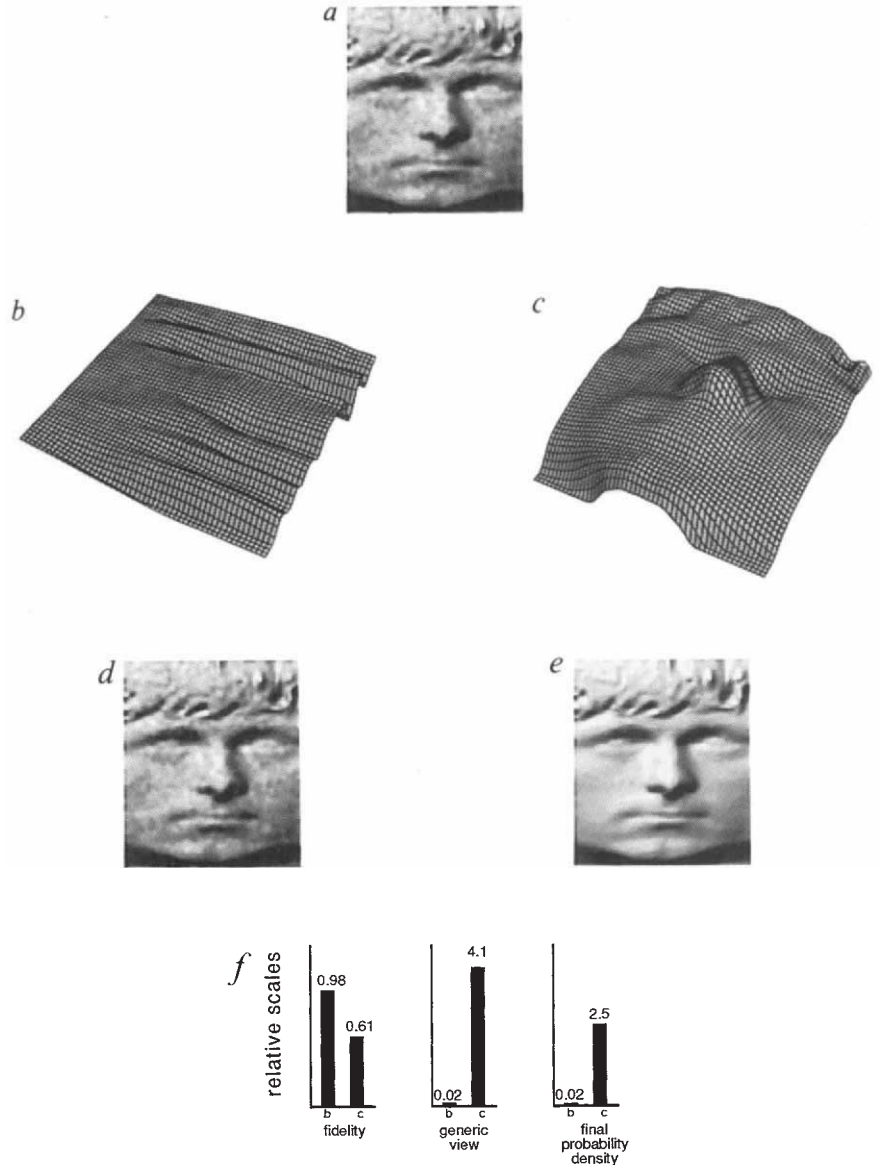 a
b
c
d
e
f
relative scales
0.98
0.61
b c
fidelity
4.1
0.02
b c
generic
view
2.5
0.02
b c
final
probability
density